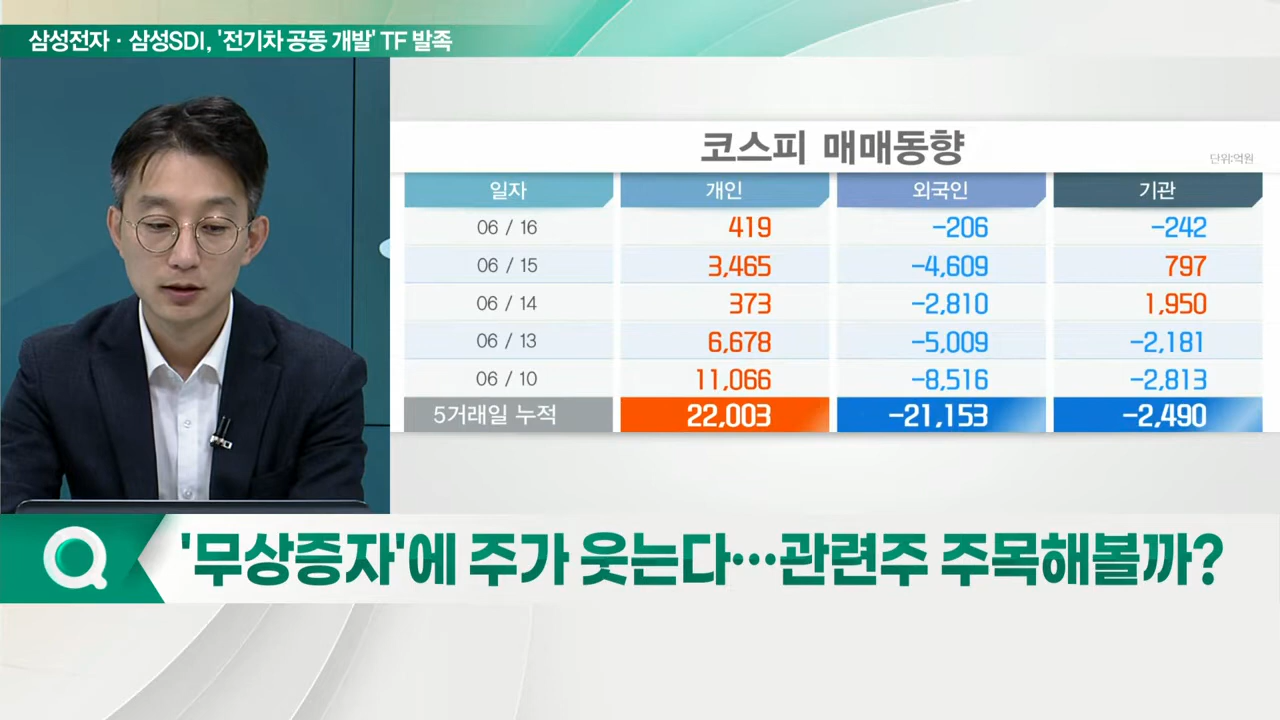 삼성전자·삼성SDI, '전기차 공동 개발' TF 발족
코스피 매매동향
단위:억원
일자 개인 외국인 기관
06 / 16 419 -206 -242
06 / 15 3,465 -4,609 797
06 / 14 373 -2,810 1,950
06 / 13 6,678 -5,009 -2,181
06 / 10 11,066 -8,516 -2,813
5거래일 누적 22,003 -21,153 -2,490
'무상증자'에 주가 웃는다…관련주 주목해볼까?